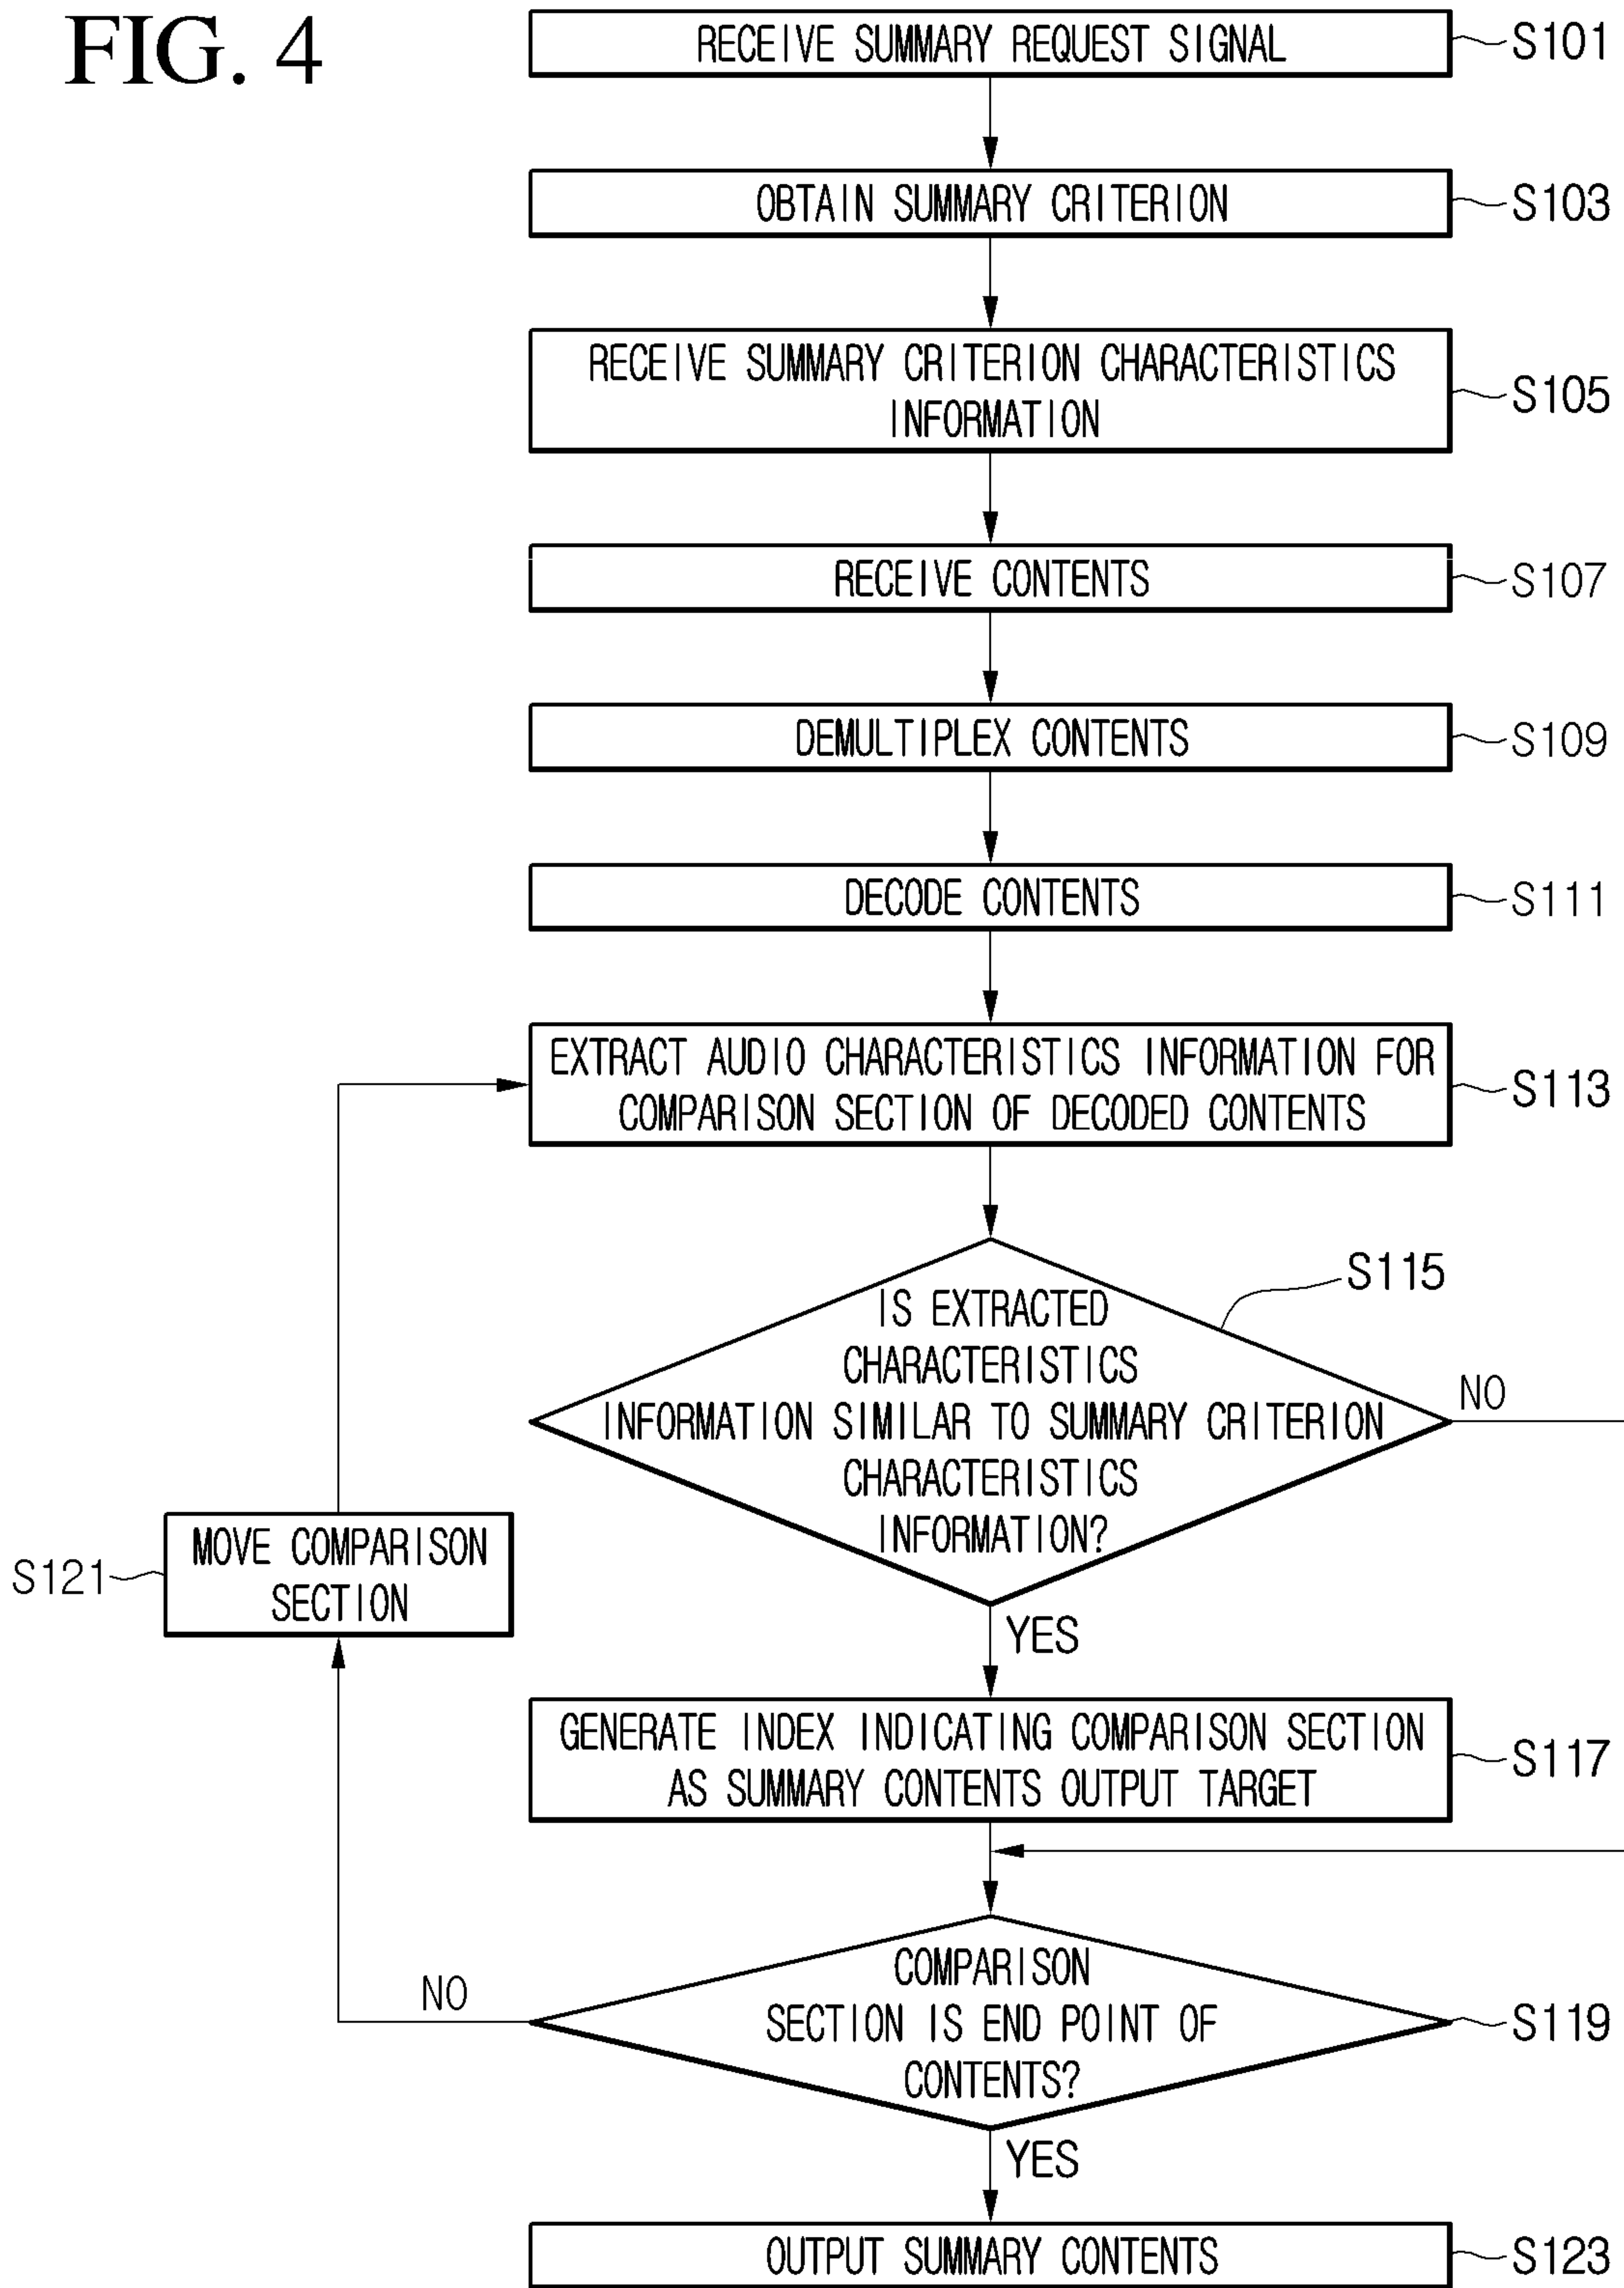 FIG. 4
RECEIVE SUMMARY REQUEST SIGNAL
S101
OBTAIN SUMMARY CRITERION
S103
RECEIVE SUMMARY CRITERION CHARACTERISTICS
INFORMATION
S105
RECEIVE CONTENTS
S107
DEMULTIPLEX CONTENTS
S109
DECODE CONTENTS
S111
EXTRACT AUDIO CHARACTERISTICS INFORMATION FOR
COMPARISON SECTION OF DECODED CONTENTS
S113
IS EXTRACTED
CHARACTERISTICS
INFORMATION SIMILAR TO SUMMARY CRITERION
CHARACTERISTICS
INFORMATION?
S115
NO
YES
MOVE COMPARISON
SECTION
S121
GENERATE INDEX INDICATING COMPARISON SECTION
AS SUMMARY CONTENTS OUTPUT TARGET
S117
COMPARISON
SECTION IS END POINT OF
CONTENTS?
S119
NO
YES
OUTPUT SUMMARY CONTENTS
S123